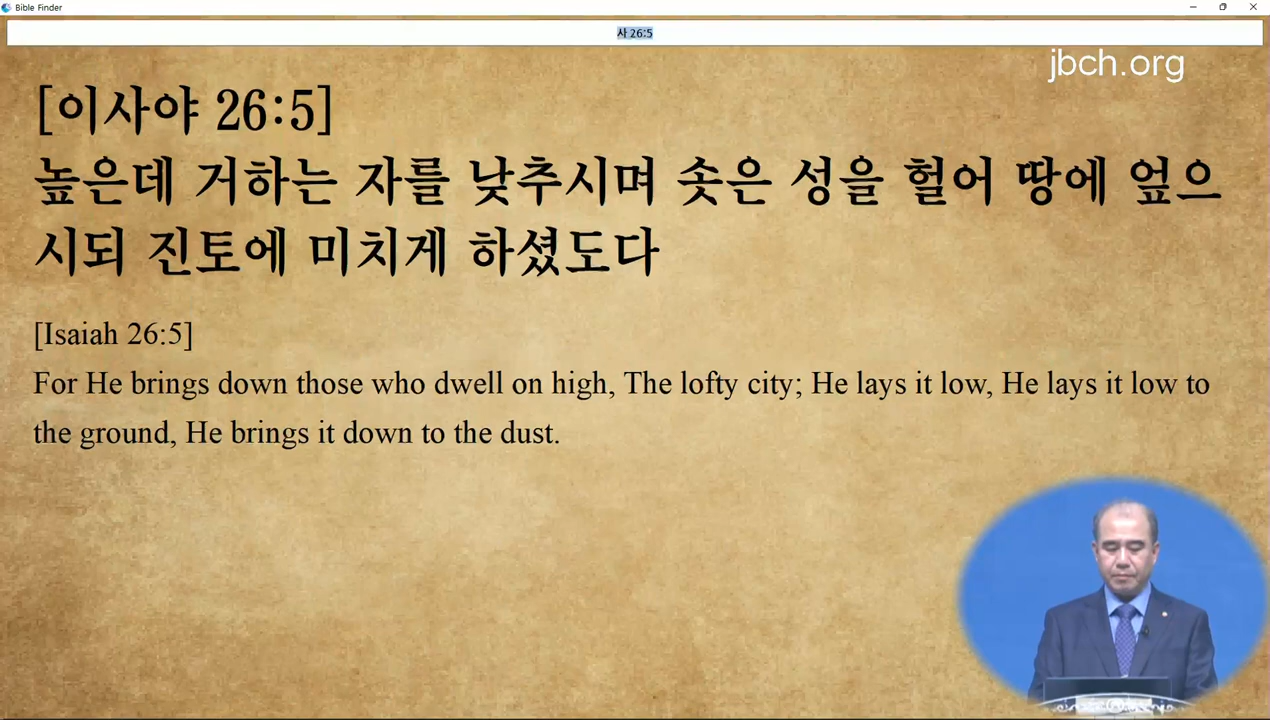 Bible Finder
사 26:5
jbch.org
[이사야 26:5]
높은데 거하는 자를 낮추시며 솟은 성을 헐어 땅에 엎으
시되 진토에 미치게 하셨도다
[Isaiah 26:5]
For He brings down those who dwell on high, The lofty city; He lays it low, He lays it low to
the ground, He brings it down to the dust.